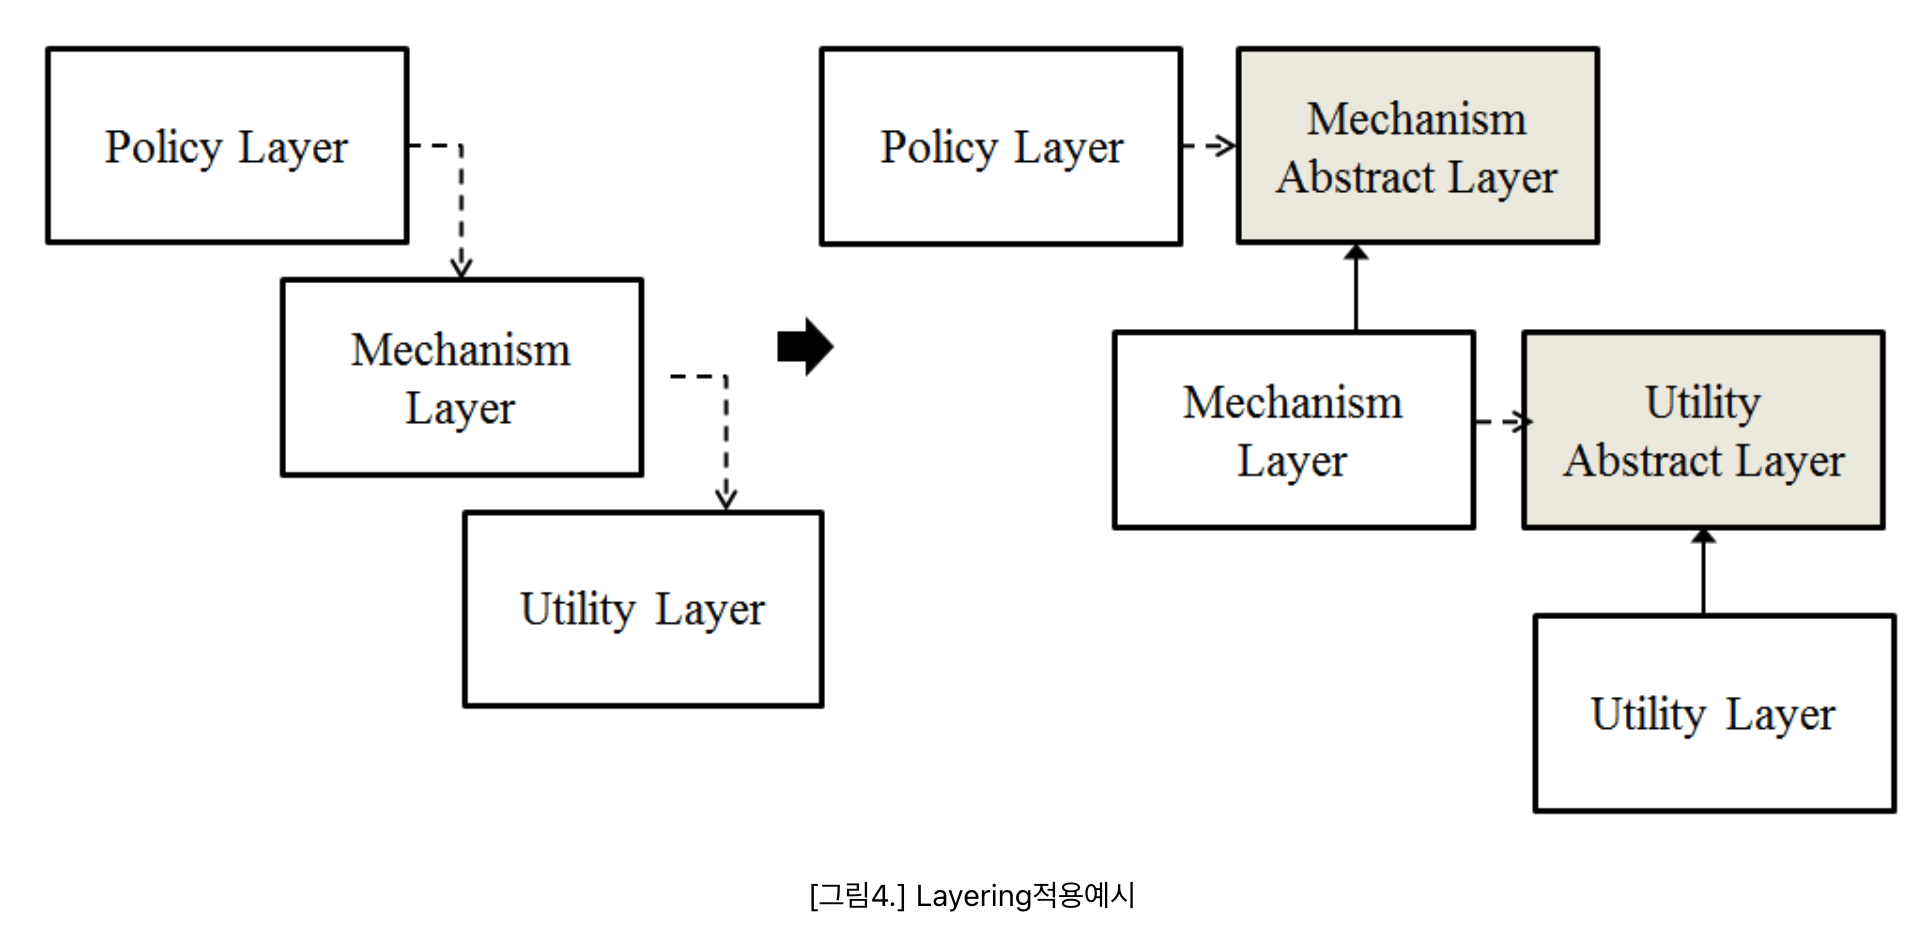 Policy Layer
Mechanism
Layer
Utility Layer
Policy Layer
Mechanism
Abstract Layer
Mechanism
Layer
Utility
Abstract Layer
Utility Layer
[그림4.] Layering적용예시